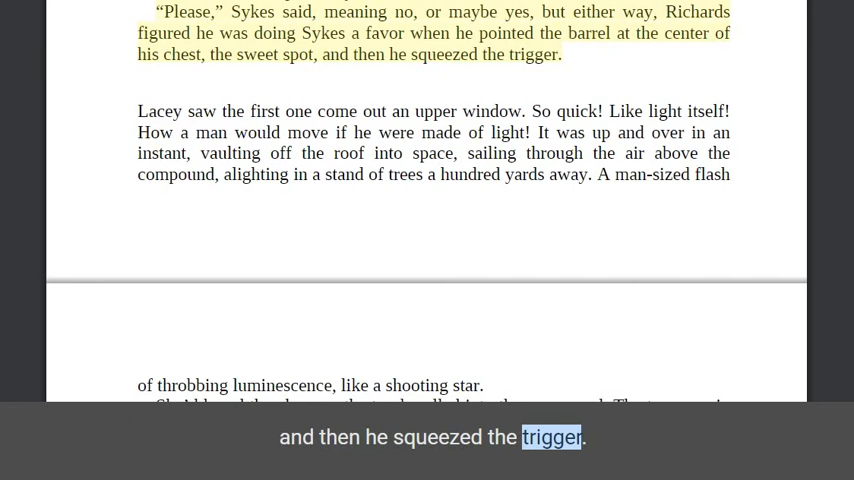 “Please,” Sykes said, meaning no, or maybe yes, but either way, Richards
figured he was doing Sykes a favor when he pointed the barrel at the center of
his chest, the sweet spot, and then he squeezed the trigger.
Lacey saw the first one come out an upper window. So quick! Like light itself!
How a man would move if he were made of light! It was up and over in an
instant, vaulting off the roof into space, sailing through the air above the
compound, alighting in a stand of trees a hundred yards away. A man-sized flash
of throbbing luminescence, like a shooting star.
and then he squeezed the trigger.